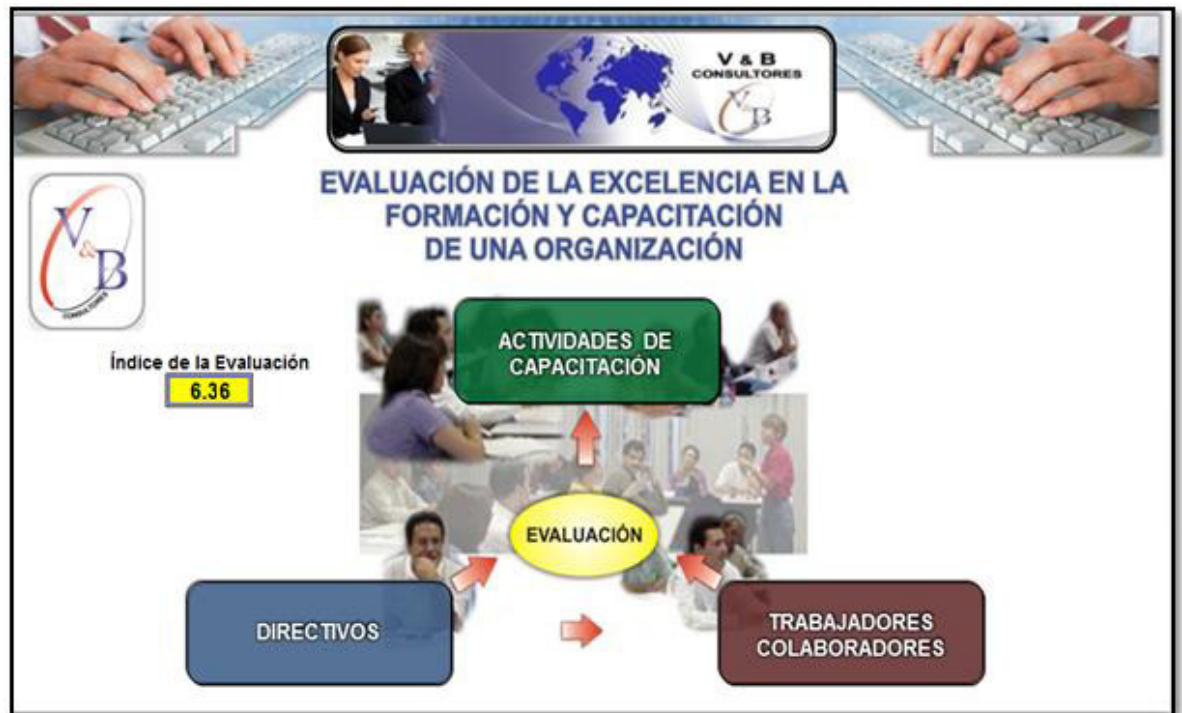 V & B
CONSULTORES
V
B
EVALUACIÓN DE LA EXCELENCIA EN LA
FORMACIÓN Y CAPACITACIÓN
DE UNA ORGANIZACIÓN
V
&
B
CONSULTORES
ACTIVIDADES DE
CAPACITACIÓN
Índice de la Evaluación
6.36
EVALUACIÓN
DIRECTIVOS
TRABAJADORES
COLABORADORES